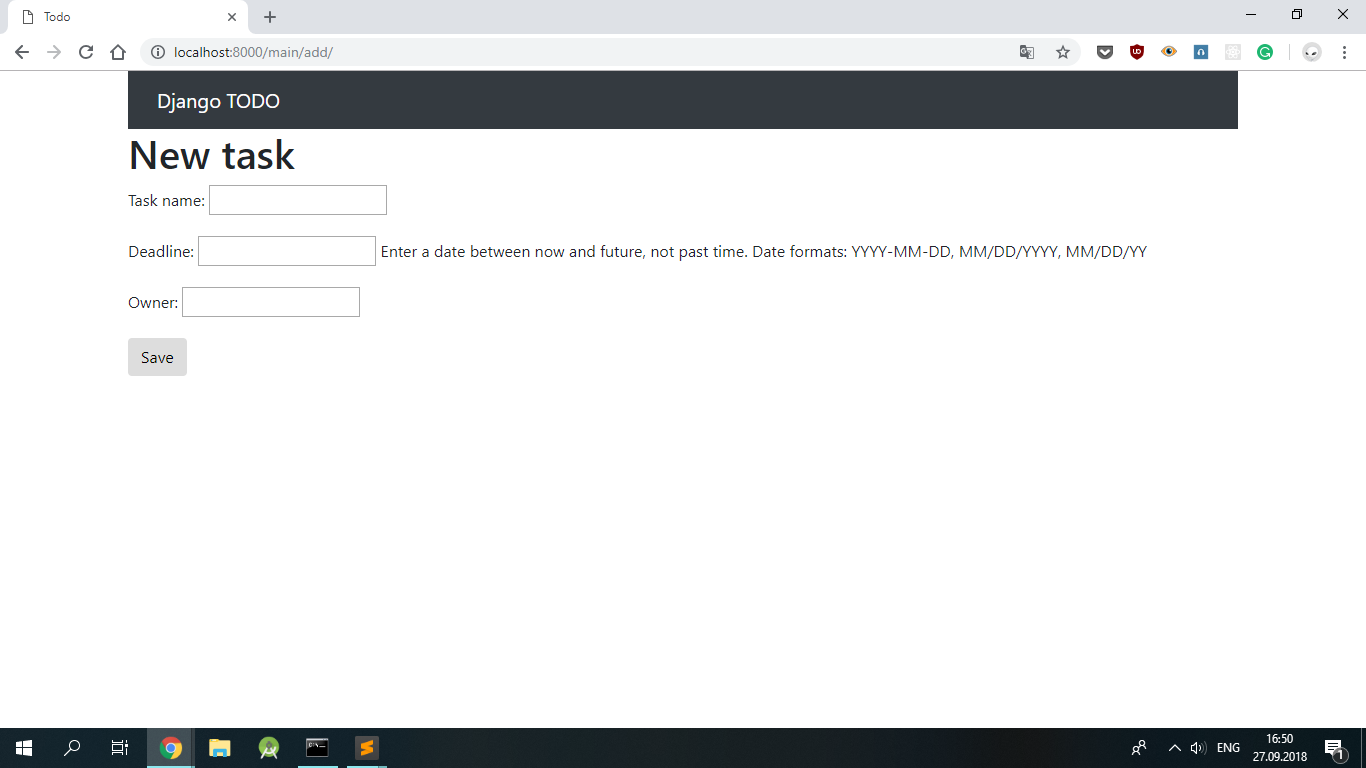 Todo
localhost:8000/main/add/
Django TODO
New task
Task name:
Deadline: Enter a date between now and future, not past time. Date formats: YYYY-MM-DD, MM/DD/YYYY, MM/DD/YY
Owner:
Save
ENG
16:50
27.09.2018
1